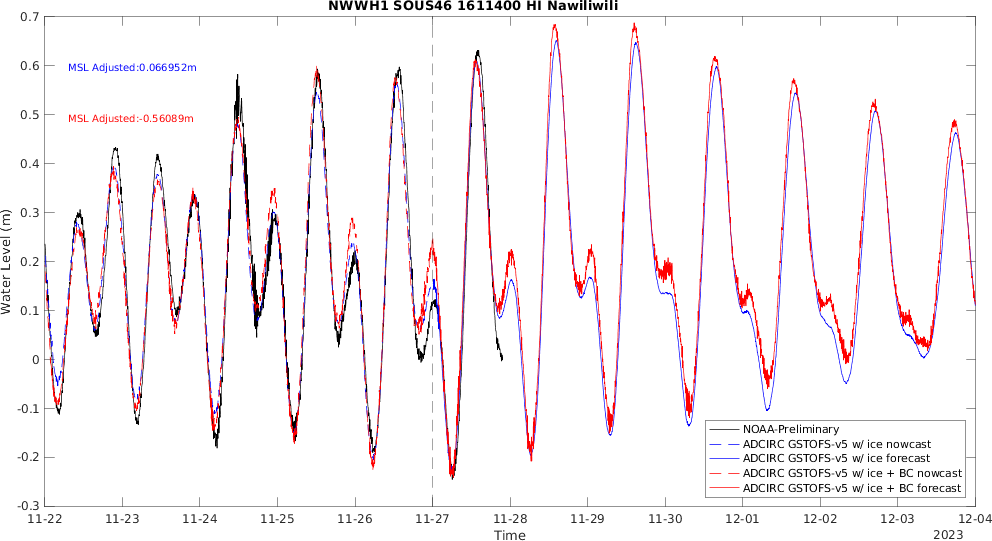 NWWH1 SOUS46 1611400 HI Nawiliwili
0.7
0.6
0.5
0.4
0.3
0.2
0.1
0
-0.1
-0.2
-0.3
Water Level (m)
MSL Adjusted:0.066952m
MSL Adjusted:-0.56089m
NOAA-Preliminary
ADCIRC GSTOFS-v5 w/ ice nowcast
ADCIRC GSTOFS-v5 w/ ice forecast
ADCIRC GSTOFS-v5 w/ ice + BC nowcast
ADCIRC GSTOFS-v5 w/ ice + BC forecast
11-22 11-23 11-24 11-25 11-26 11-27 11-28 11-29 11-30 12-01 12-02 12-03 12-04
Time
2023